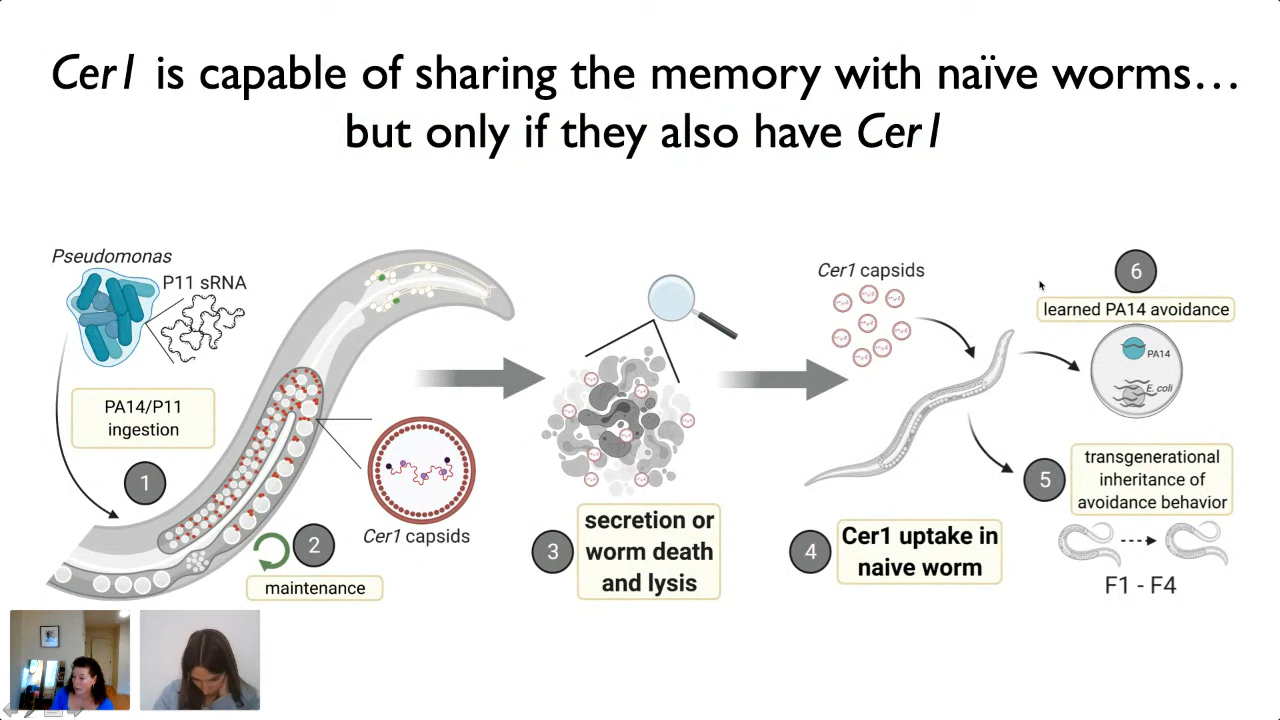 Cer1 is capable of sharing the memory with naïve worms…
but only if they also have Cer1
Pseudomonas
P11 sRNA
PA14/P11
ingestion
1
2
maintenance
Cer1 capsids
3
secretion or
worm death
and lysis
Cer1 capsids
4
Cer1 uptake in
naive worm
6
learned PA14 avoidance
PA14
E. coli
5
transgenerational
inheritance of
avoidance behavior
F1 - F4